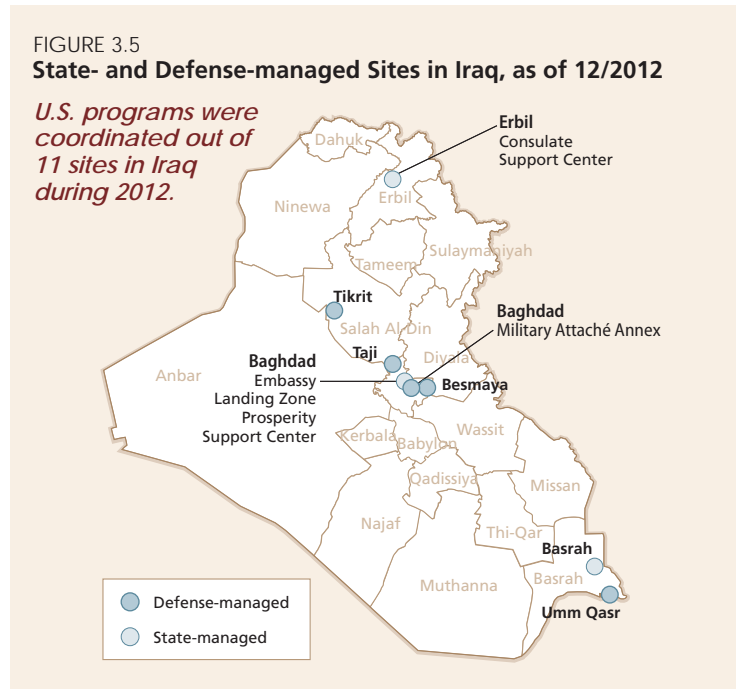 FIGURE 3.5
State- and Defense-managed Sites in Iraq, as of 12/2012
U.S. programs were
coordinated out of
11 sites in Iraq
during 2012.
Erbil
Consulate
Support Center
Dahuk
Ninewa
Erbil
Sulaymaniyah
Tameem
Tikrit
Salah Al-Din
Baghdad
Military Attaché Annex
Taji
Diyala
Baghdad
Embassy
Landing Zone
Prosperity
Support Center
Besmaya
Anbar
Kerbala
Babylon
Wassit
Qadissiya
Missan
Najaf
Thi-Qar
Basrah
Basrah
Muthanna
Umm Qasr
Defense-managed
State-managed